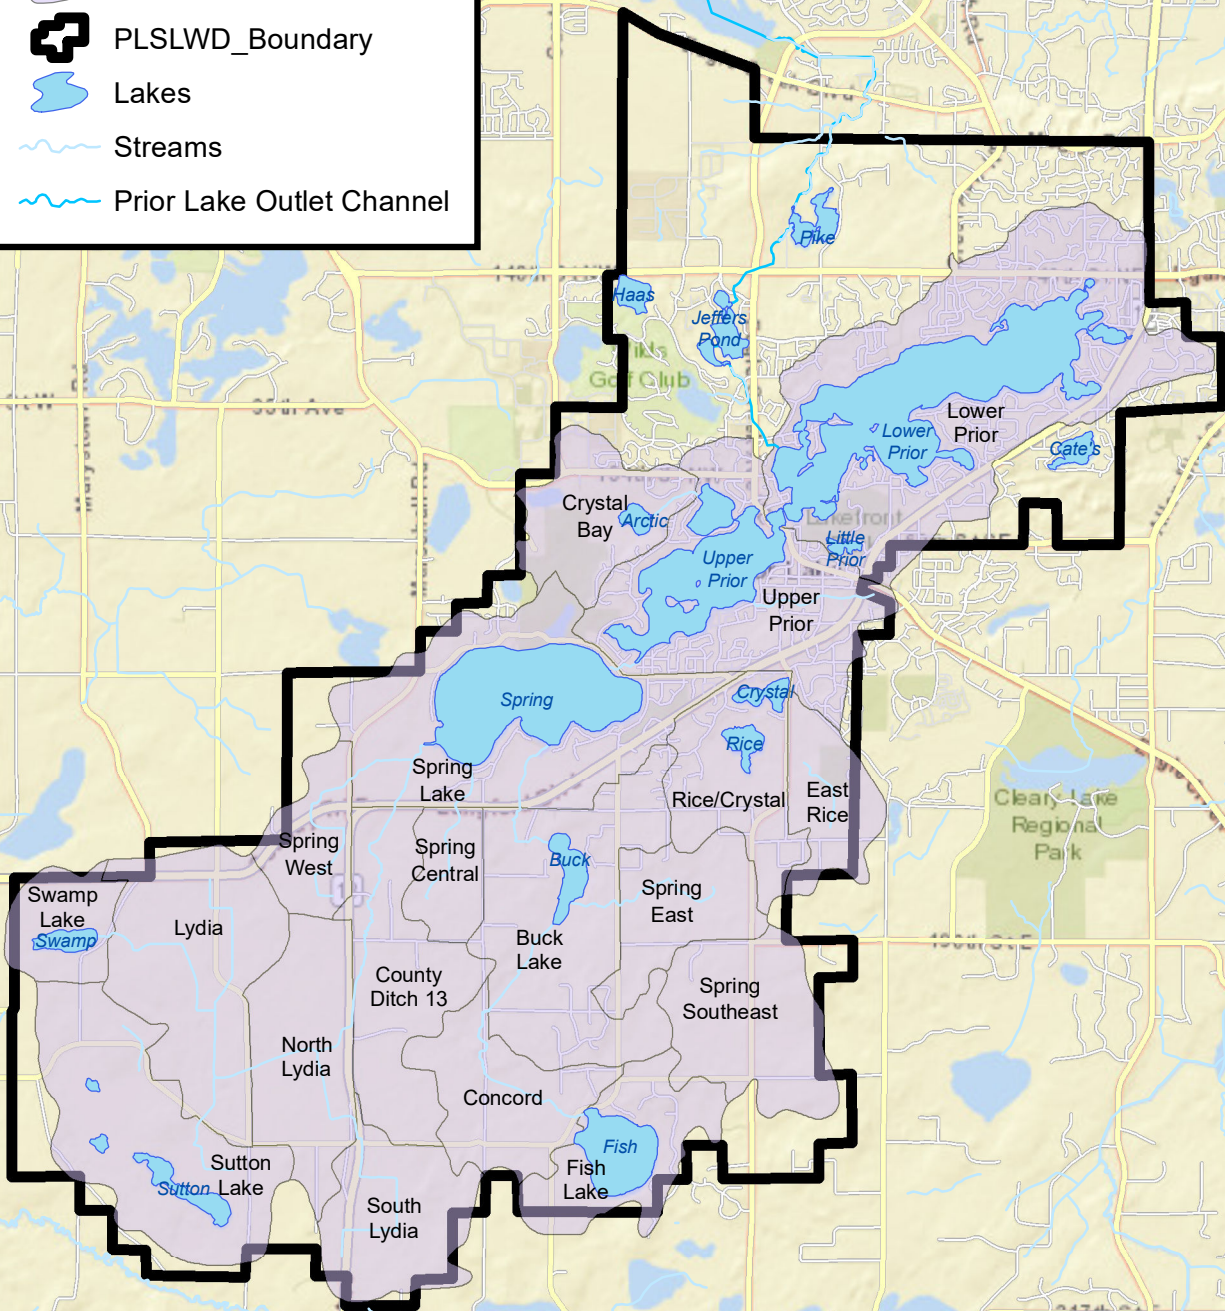 PLSLWD_Boundary
Lakes
Streams
Prior Lake Outlet Channel
Pike
Haas
Jeffers
Pond
Golf Club
Lower
Prior
Lower
Prior
Cate's
Crystal
Bay
Arctic
Upper
Prior
Little
Prior
Upper
Prior
Spring
Crystal
Rice
Spring
Lake
Rice/Crystal
East
Rice
Cleary Lake
Regional
Park
Spring
West
Spring
Central
Buck
Spring
East
Swamp
Lake
Swamp
Lydia
Buck
Lake
County
Ditch 13
Spring
Southeast
North
Lydia
Concord
Fish
Fish
Lake
Sutton
Lake
Sutton
South
Lydia